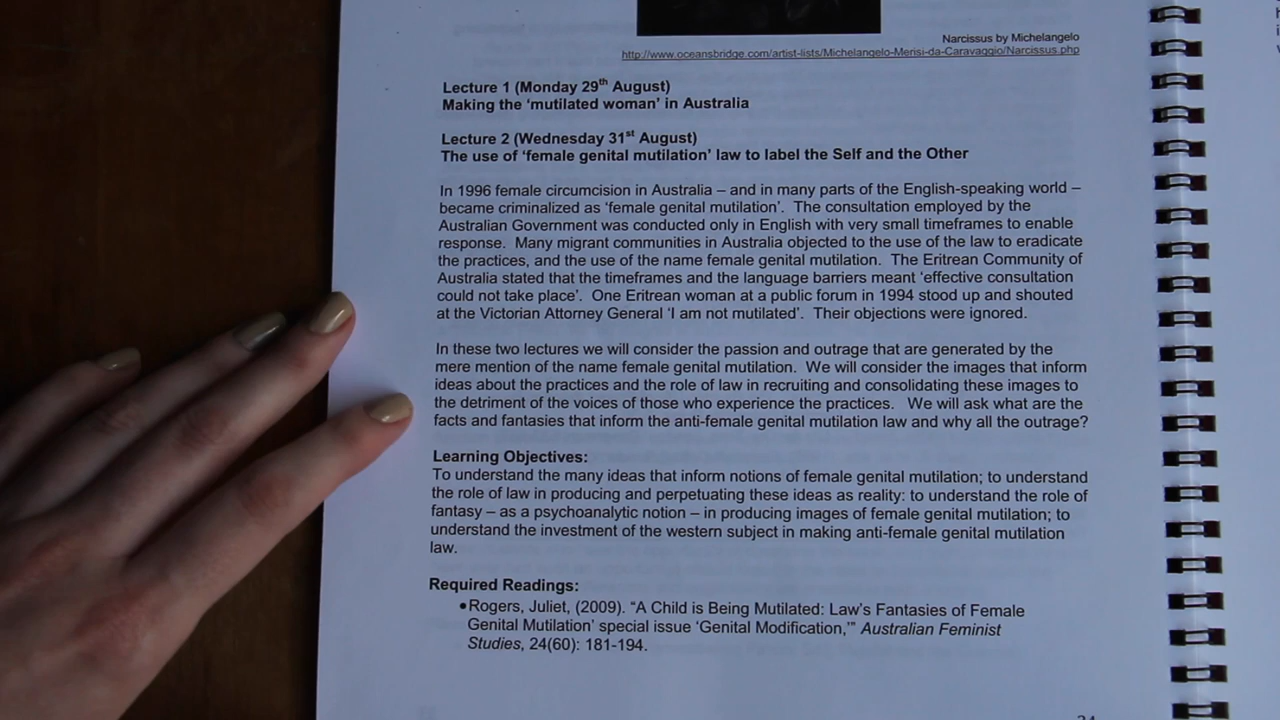 Narcissus by Michelangelo
http://www.oceansbridge.com/artist-lists/Michelangelo-Merisi-da-Caravaggio/Narcissus.php
Lecture 1 (Monday 29th August)
Making the 'mutilated woman' in Australia
Lecture 2 (Wednesday 31st August)
The use of 'female genital mutilation' law to label the Self and the Other
In 1996 female circumcision in Australia – and in many parts of the English-speaking world –
became criminalized as 'female genital mutilation'. The consultation employed by the
Australian Government was conducted only in English with very small timeframes to enable
response. Many migrant communities in Australia objected to the use of the law to eradicate
the practices, and the use of the name female genital mutilation. The Eritrean Community of
Australia stated that the timeframes and the language barriers meant 'effective consultation
could not take place'. One Eritrean woman at a public forum in 1994 stood up and shouted
at the Victorian Attorney General 'I am not mutilated'. Their objections were ignored.
In these two lectures we will consider the passion and outrage that are generated by the
mere mention of the name female genital mutilation. We will consider the images that inform
ideas about the practices and the role of law in recruiting and consolidating these images to
the detriment of the voices of those who experience the practices. We will ask what are the
facts and fantasies that inform the anti-female genital mutilation law and why all the outrage?
Learning Objectives:
To understand the many ideas that inform notions of female genital mutilation; to understand
the role of law in producing and perpetuating these ideas as reality: to understand the role of
fantasy – as a psychoanalytic notion – in producing images of female genital mutilation; to
understand the investment of the western subject in making anti-female genital mutilation
law.
Required Readings:
•Rogers, Juliet, (2009). "A Child is Being Mutilated: Law's Fantasies of Female
Genital Mutilation' special issue 'Genital Modification,'" Australian Feminist
Studies, 24(60): 181-194.